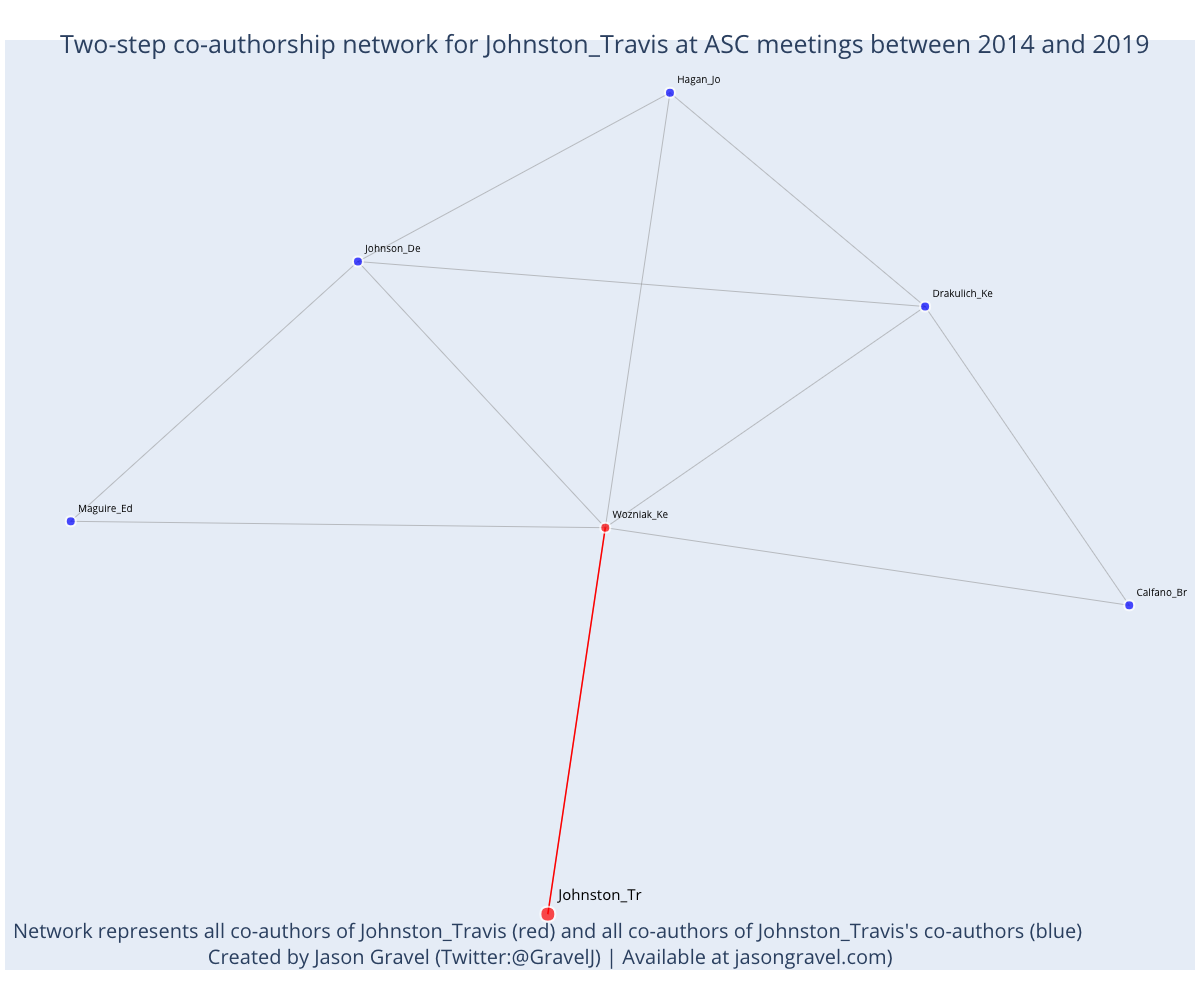 Two-step co-authorship network for Johnston_Travis at ASC meetings between 2014 and 2019
Hagan_Jo
Johnson_De
Drakulich_Ke
Maguire_Ed
Wozniak_Ke
Calfano_Br
Johnston_Tr
Network represents all co-authors of Johnston_Travis (red) and all co-authors of Johnston_Travis's co-authors (blue)
Created by Jason Gravel (Twitter:@GravelJ) | Available at jasongravel.com)